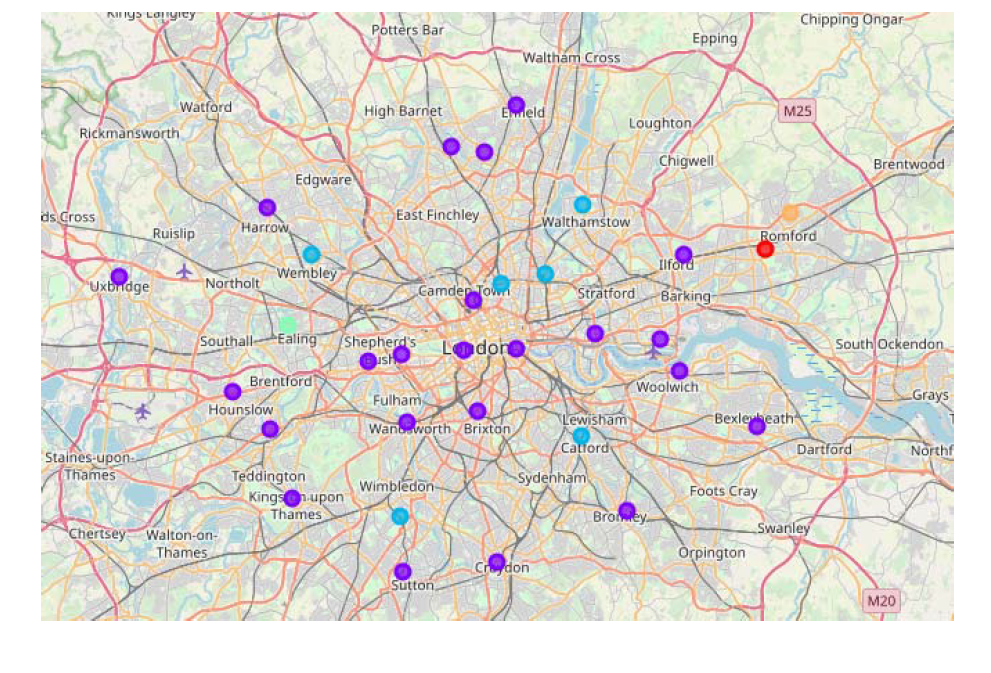 Kings Langley
Chipping Ongar
Potters Bar
Epping
Waltham Cross
Watford
High Barnet
Enfield
M25
Loughton
Rickmansworth
Chigwell
Brentwood
Edgware
East Finchley
Walthamstow
Harrow
Ruislip
Romford
Ilford
Wembley
Uxbridge
Northolt
Camden Town
Stratford
Barking
Southall
Ealing
Shepherd's
Bush
London
South Ockendon
Brentford
Woolwich
Hounslow
Fulham
Grays
Wandsworth
Brixton
Lewisham
Bexleyheath
Catford
Dartford
Northf
Staines-upon-
Thames
Teddington
Wimbledon
Sydenham
Foots Cray
Kingston upon
Thames
Bromley
Chertsey
Walton-on-
Thames
Swanley
Orpington
Croydon
Sutton
M20